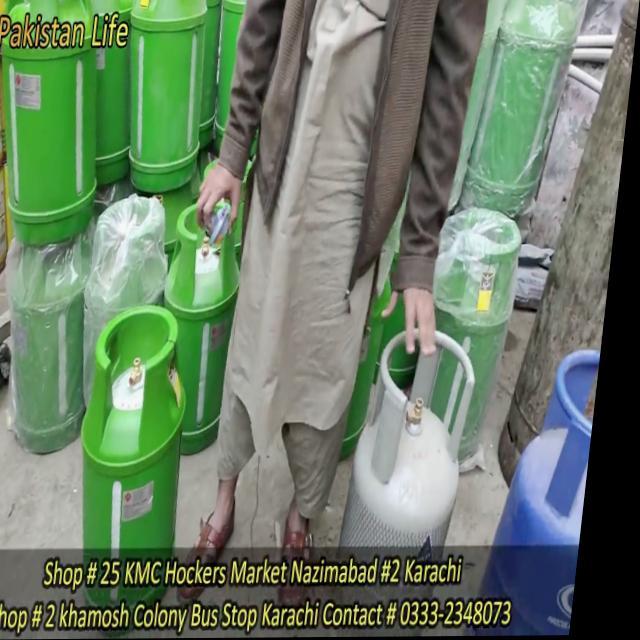 Pakistan Life
Shop # 25 KMC Hockers Market Nazimabad #2 Karachi
hop # 2 khamosh Colony Bus Stop Karachi Contact # 0333-2348073